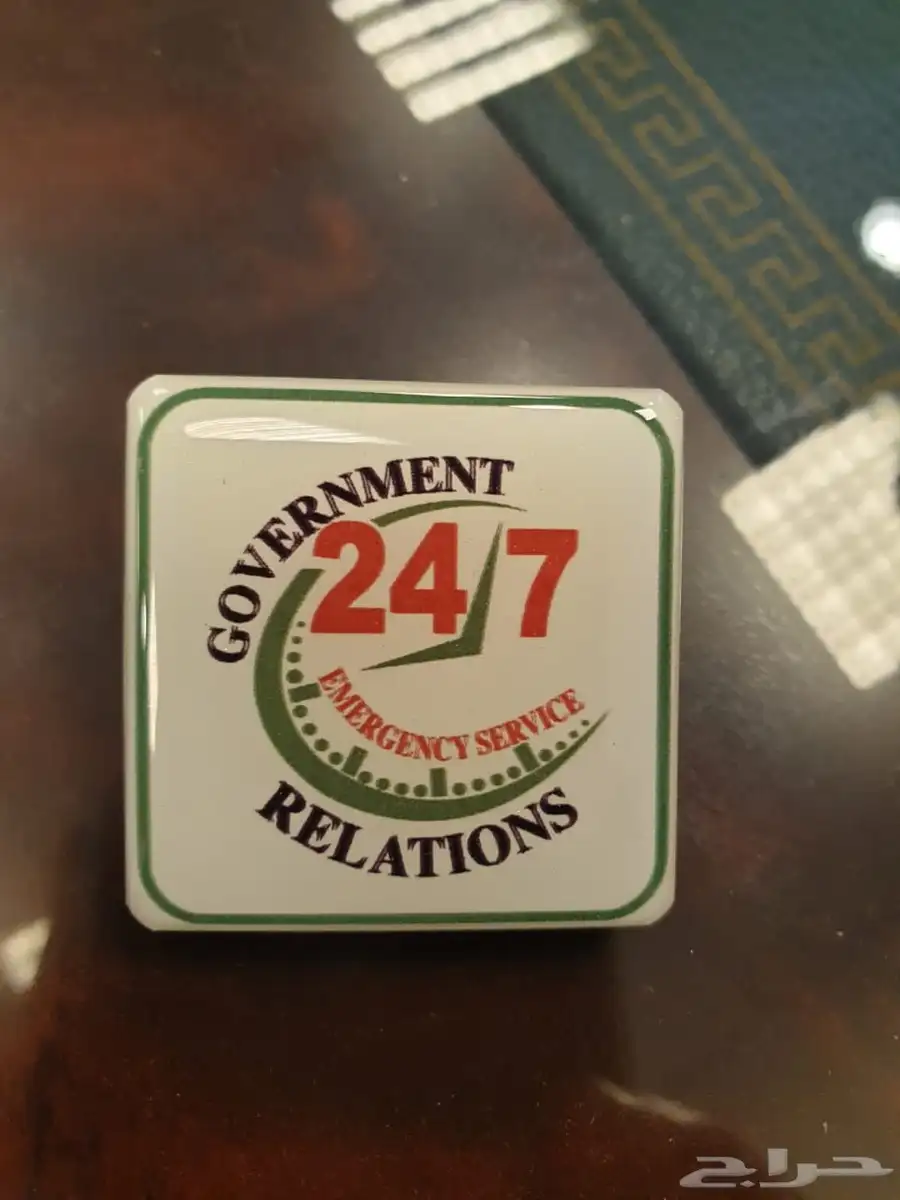 GOVERNMENT
24 7
EMERGENCY SERVICE
RELATIONS
حراج